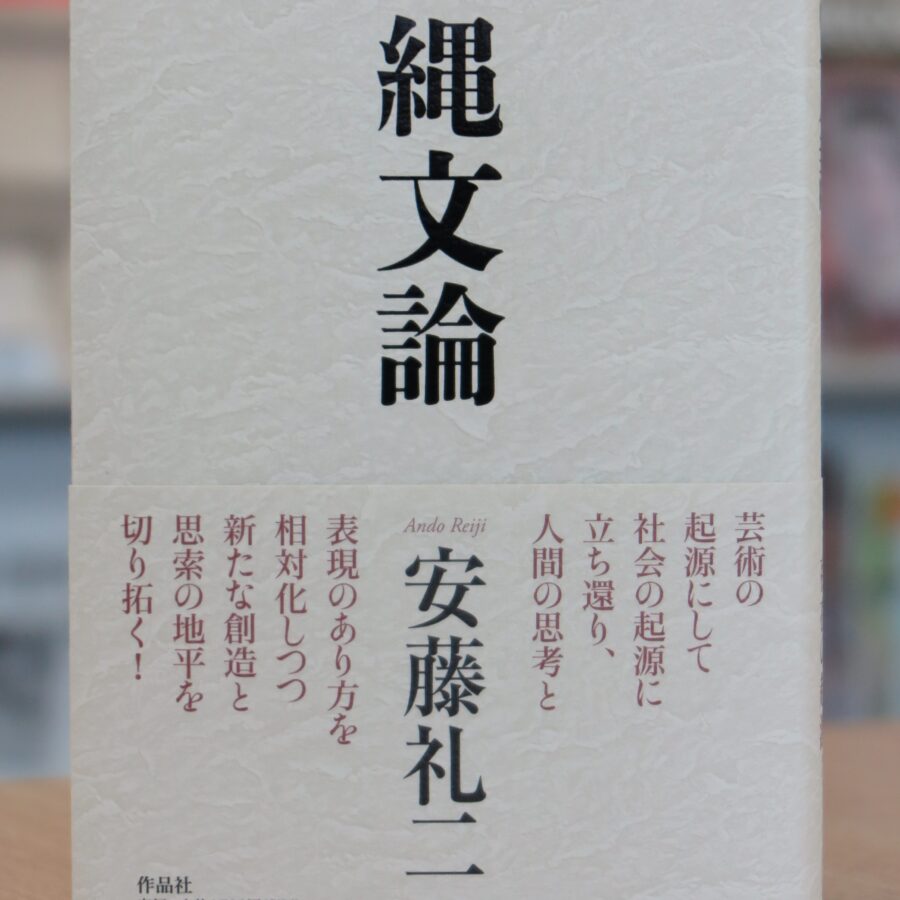 縄文論
芸術の
起源にして
社会の起源に
立ち還り、
人間の思考と
Ando Reiji
安藤礼二
表現のあり方を
相対化しつつ
新たな創造と
思索の地平を
切り拓く!
作品社